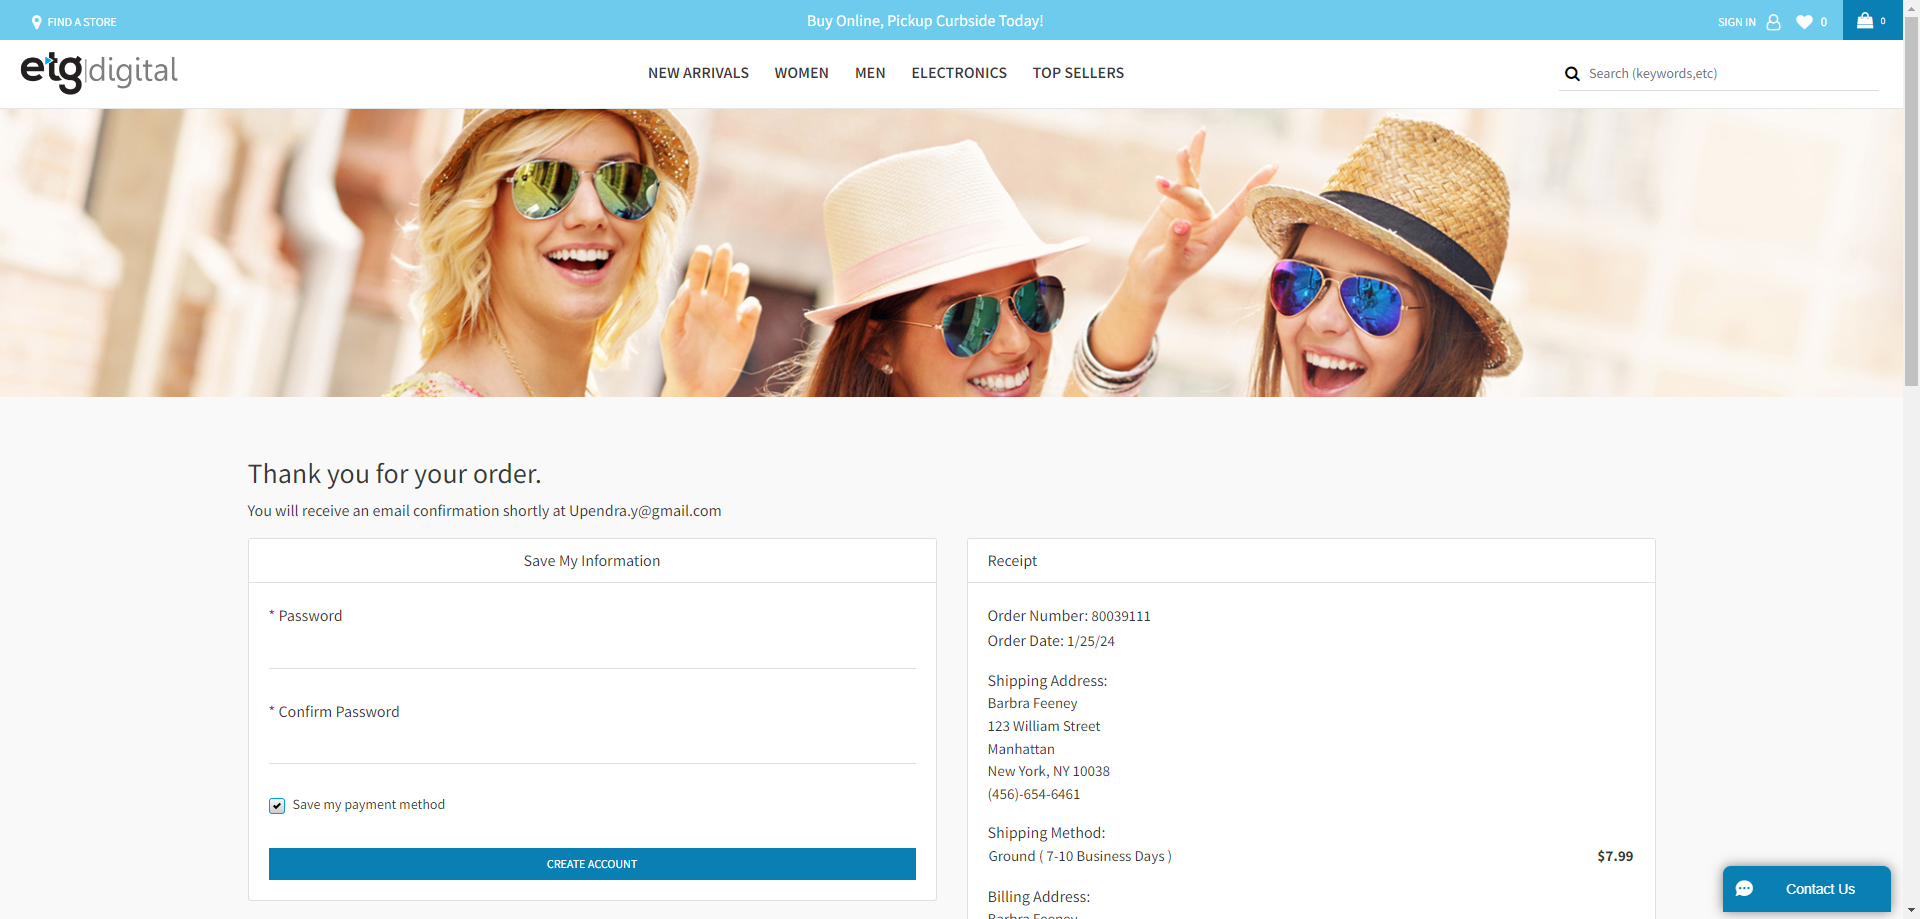 FIND A STORE
Buy Online, Pickup Curbside Today!
SIGN IN
0
0
etg|digital
NEW ARRIVALS
WOMEN
MEN
ELECTRONICS
TOP SELLERS
Search (keywords,etc)
Thank you for your order.
You will receive an email confirmation shortly at Upendra.y@gmail.com
Save My Information
* Password
* Confirm Password
Save my payment method
CREATE ACCOUNT
Receipt
Order Number: 80039111
Order Date: 1/25/24
Shipping Address:
Barbra Feeney
123 William Street
Manhattan
New York, NY 10038
(456)-654-6461
Shipping Method:
Ground ( 7-10 Business Days )
$7.99
Billing Address:
Barbra Feeney
Contact Us